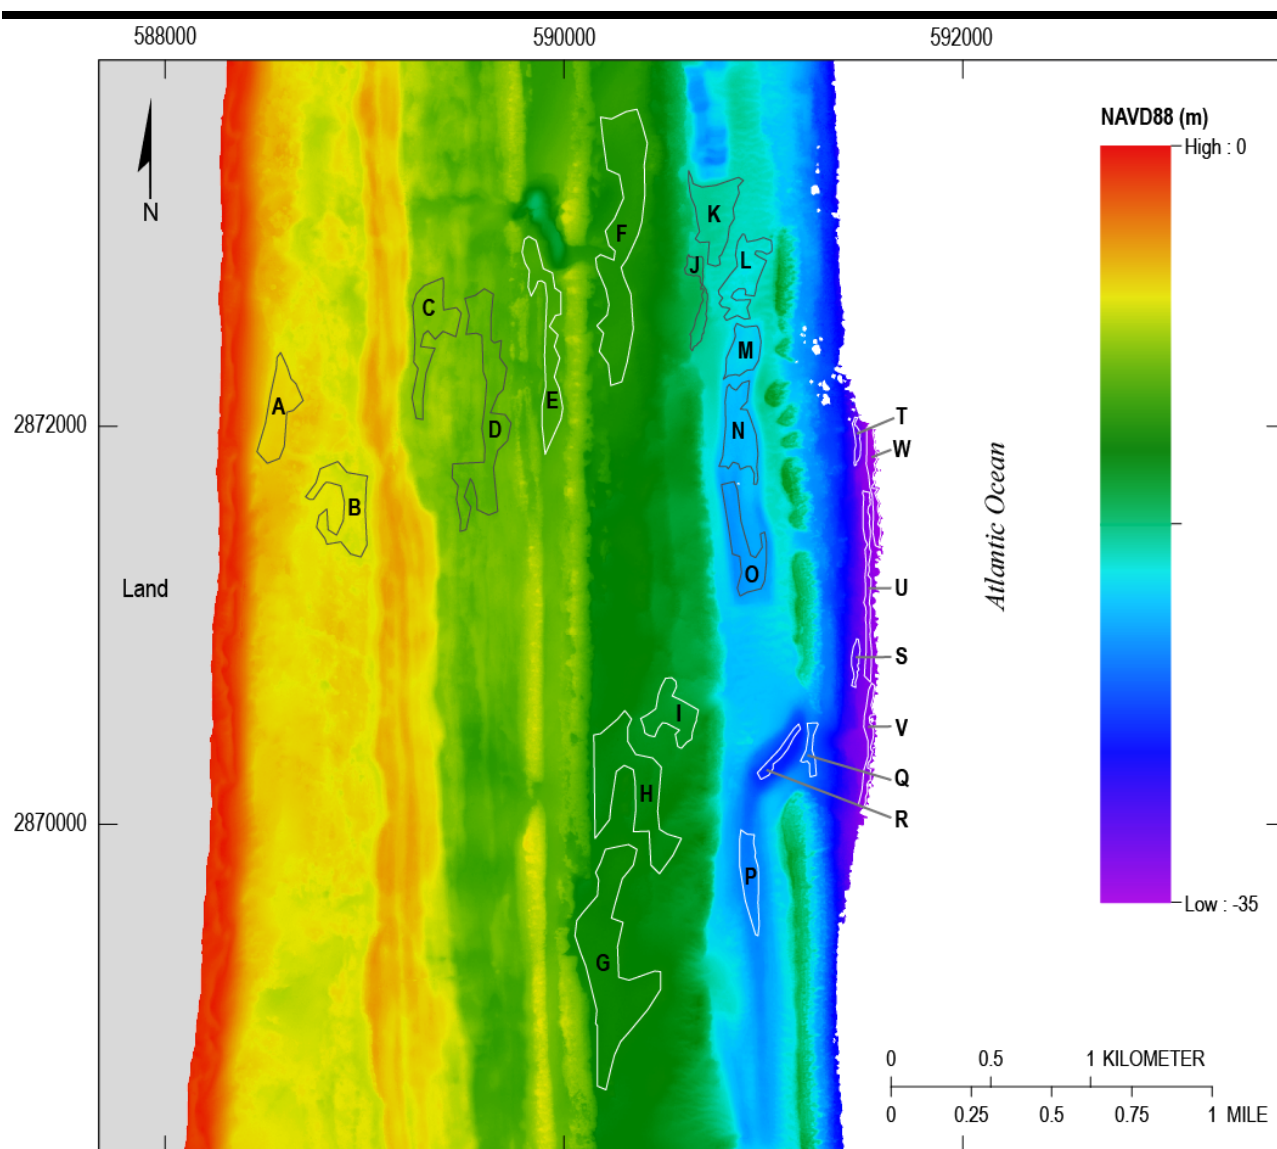 588000
590000
592000
N
NAVD88 (m)
High : 0
K
F
L
J
C
M
E
A
T
2872000
D
N
W
B
Atlantic Ocean
O
Land
U
S
I
V
Q
H
R
2870000
P
Low : -35
G
0 0.5 1 KILOMETER
0 0.25 0.5 0.75 1 MILE